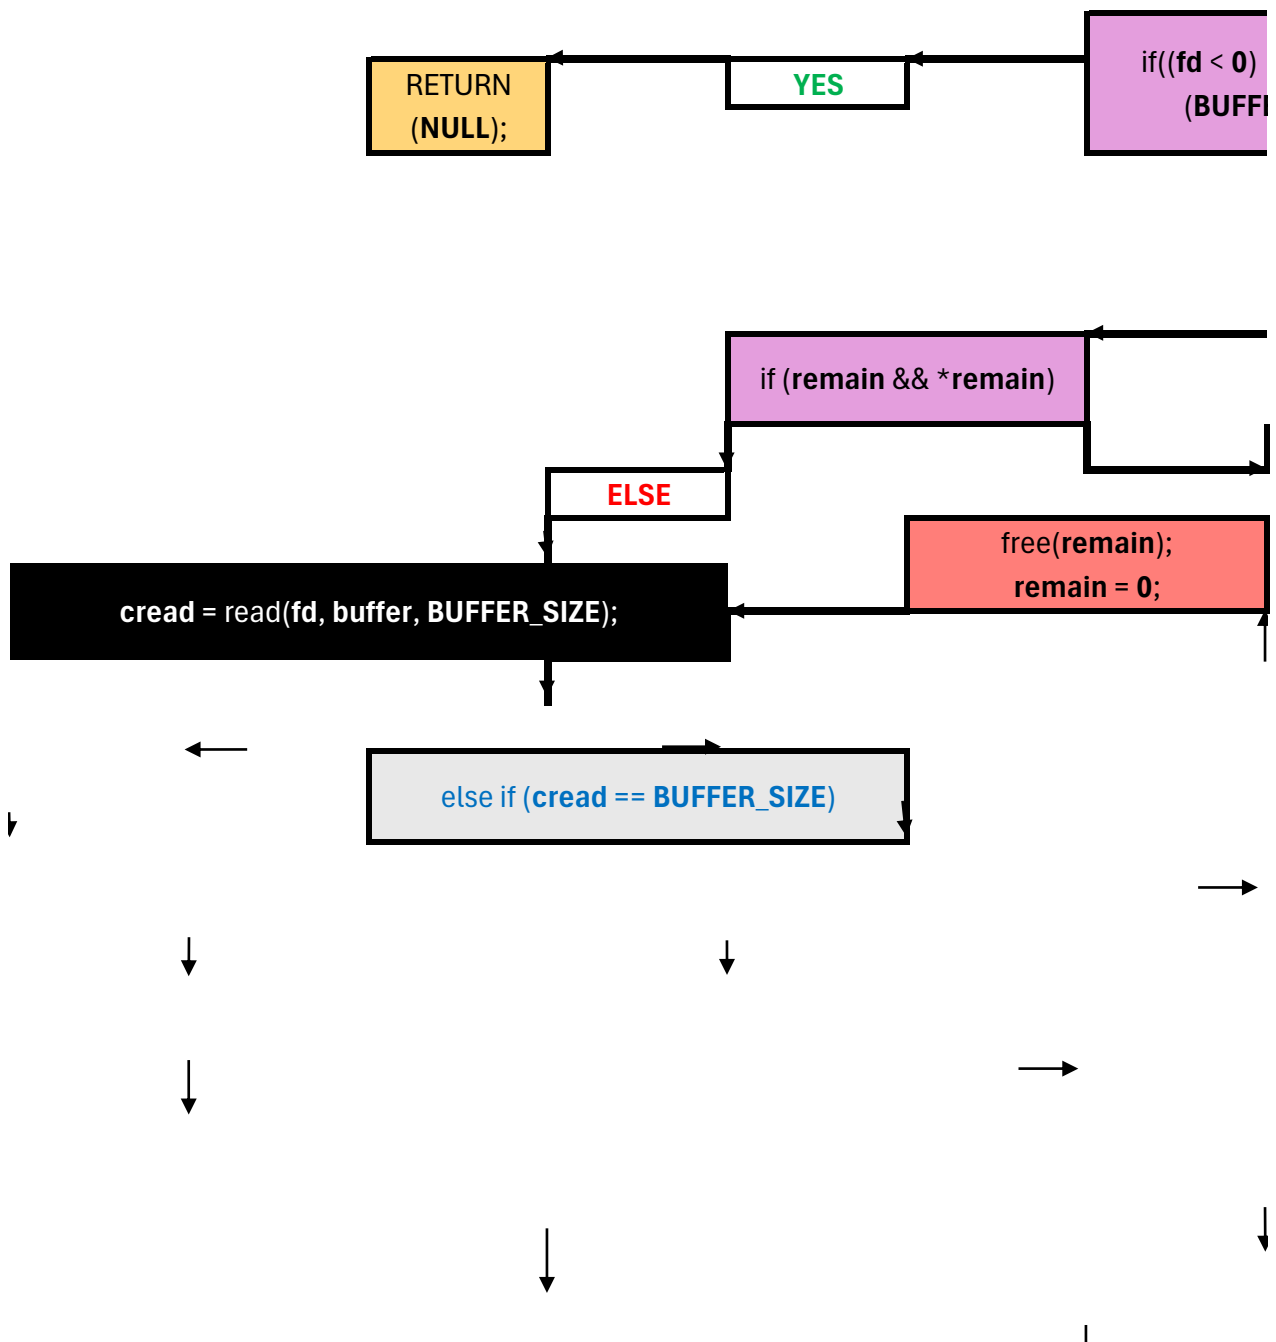 if((fd < 0)
RETURN
YES
(BUFF
(NULL);
if (remain && *remain)
ELSE
free(remain);
remain = 0;
cread = read(fd, buffer, BUFFER_SIZE);
else if (cread == BUFFER_SIZE)